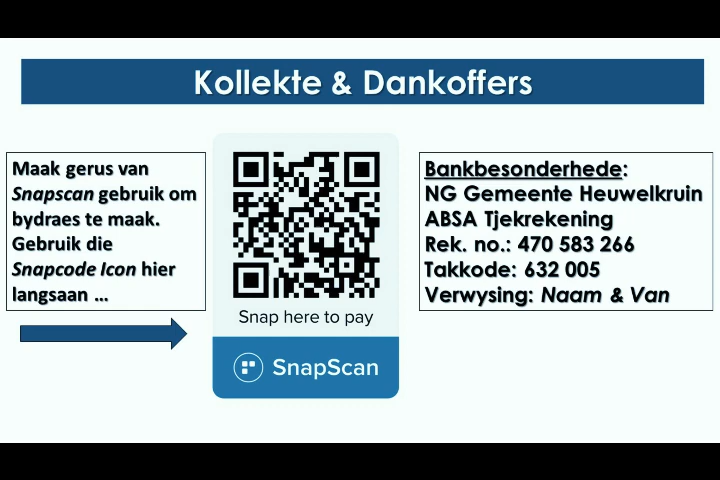 Kollekte & Dankoffers
Maak gerus van
Snapscan gebruik om
bydraes te maak.
Gebruik die
Snapcode Icon hier
langsaan ...
Snap here to pay
SnapScan
Bankbesonderhede:
NG Gemeente Heuwelkruin
ABSA Tjekrekening
Rek. no.: 470 583 266
Takkode: 632 005
Verwysing: Naam & Van